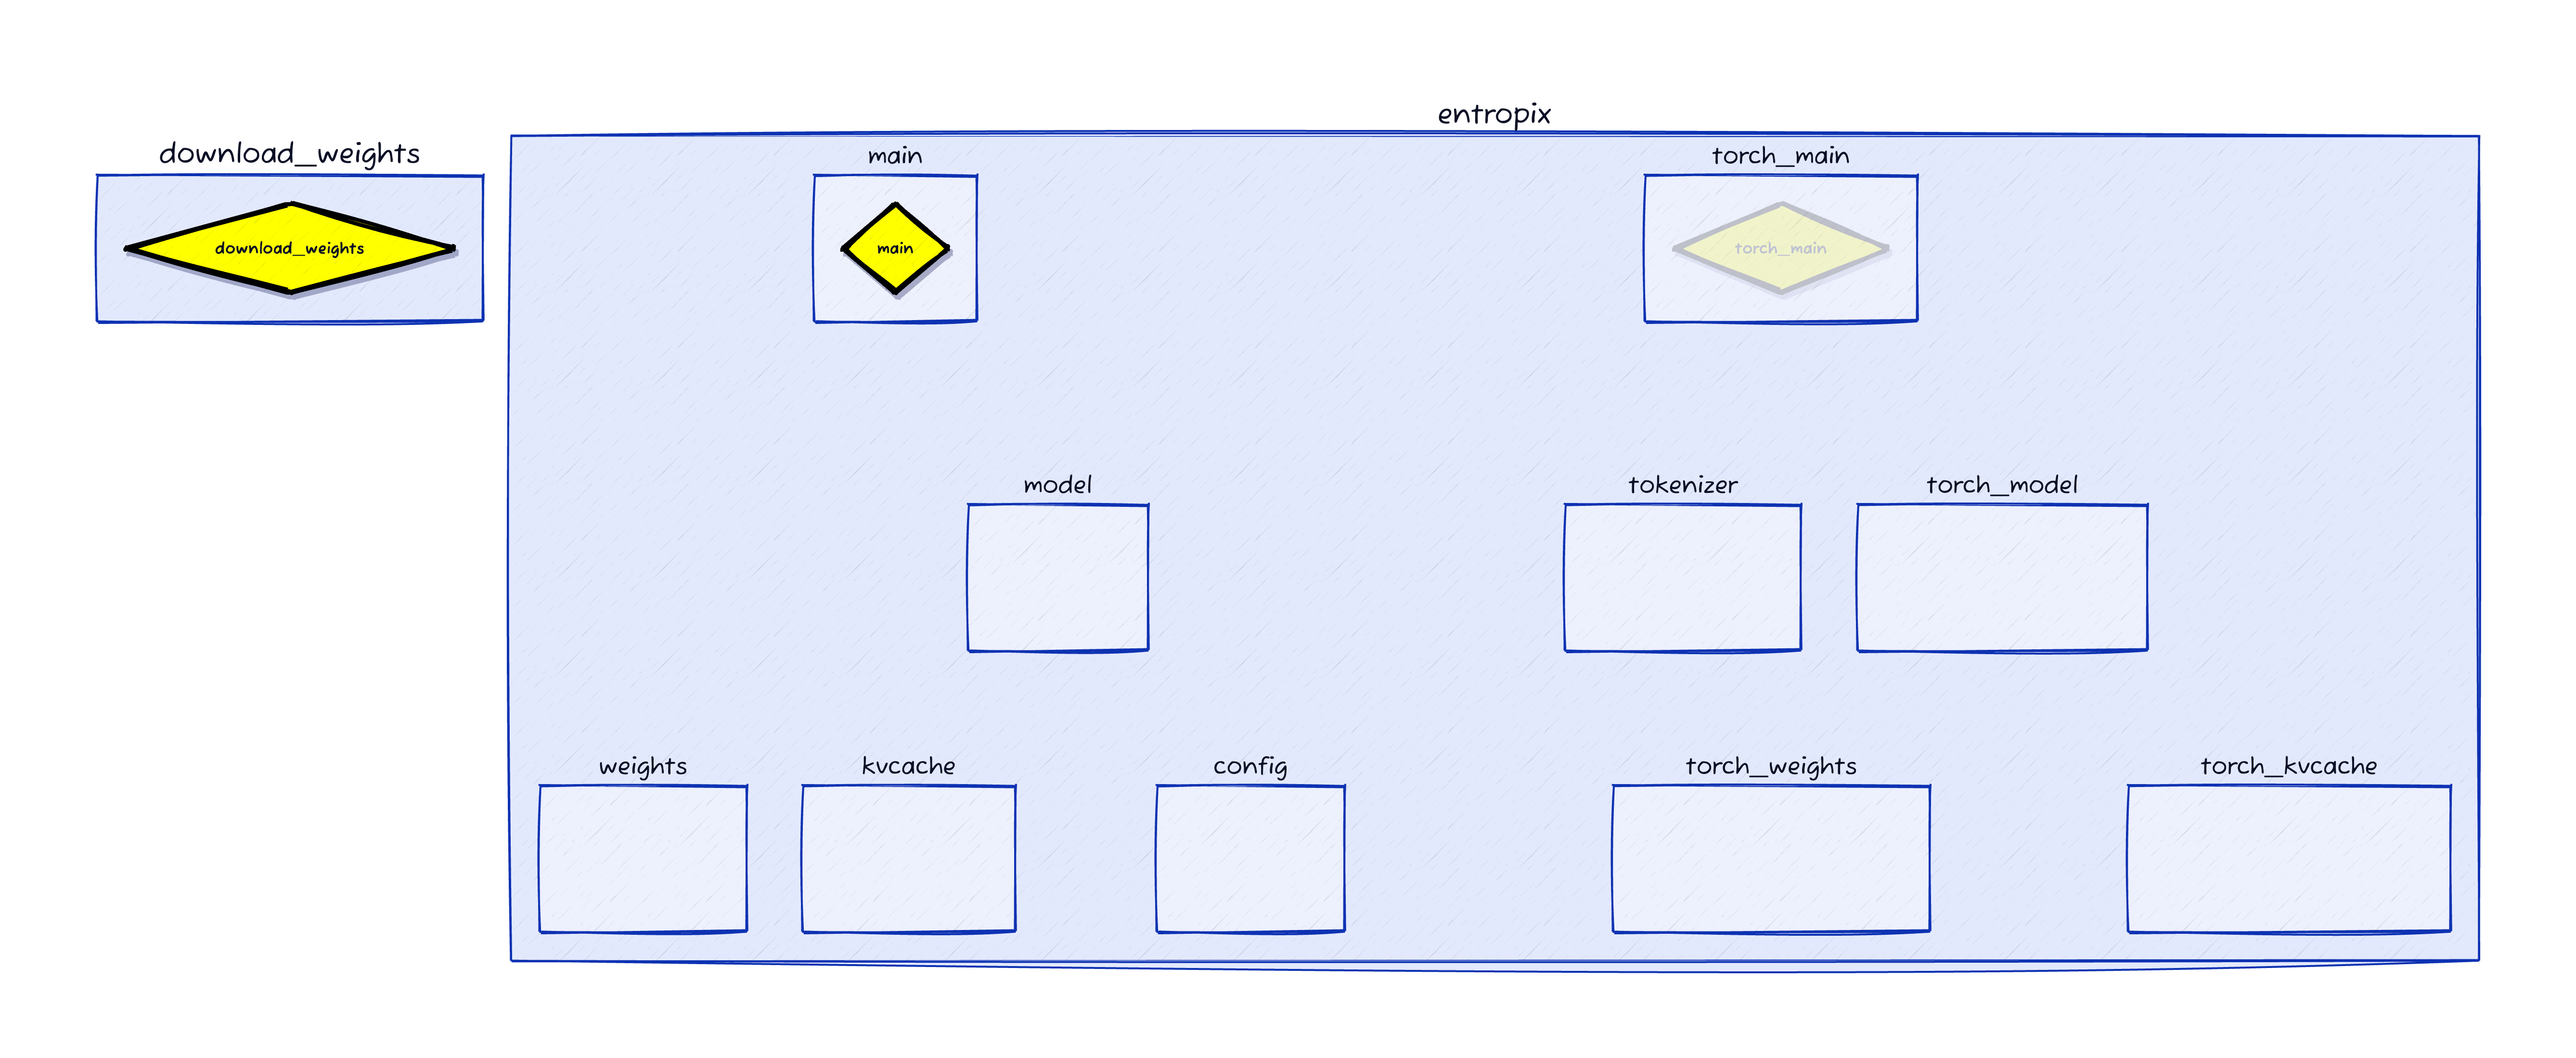 entropix
download_weights
main
torch_main
download_weights
main
torch_main
model
tokenizer
torch_model
weights
kvcache
config
torch_weights
torch_kvcache